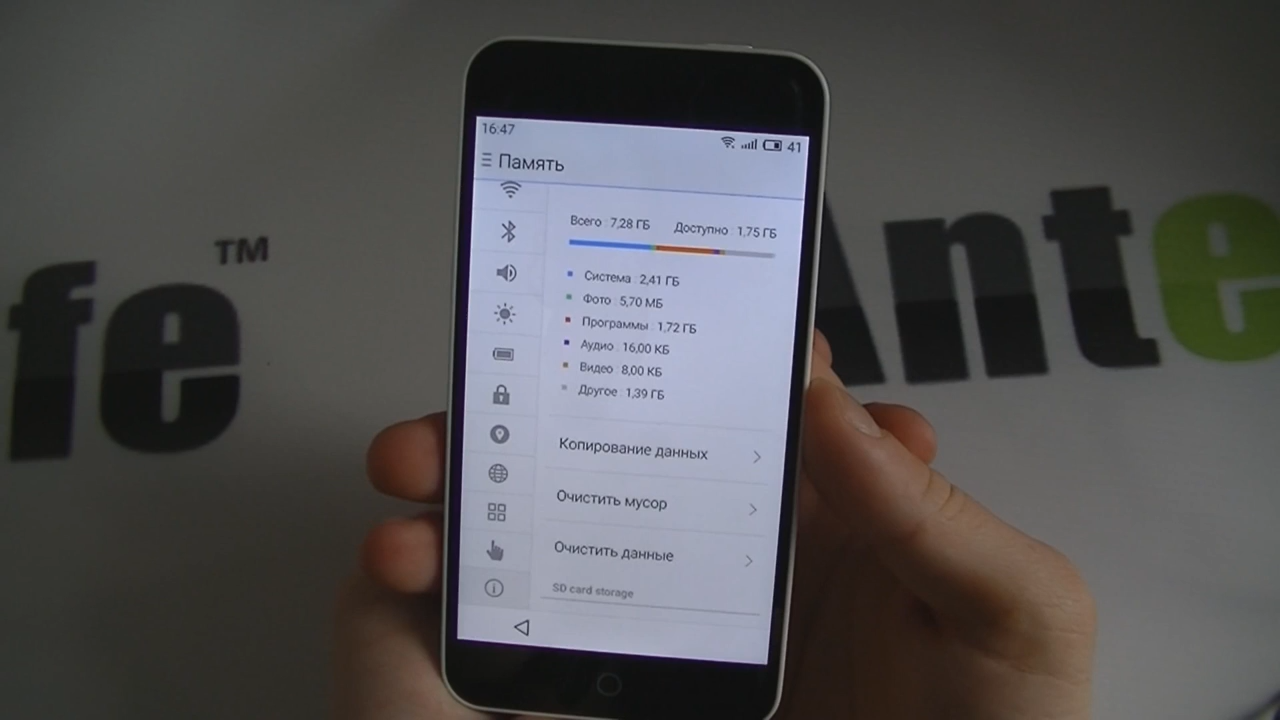 16:47
41
Память
Всего : 7,28 ГБ Доступно : 1,75 ГБ
Система : 2,41 ГБ
Фото : 5,70 МБ
Программы : 1,72 ГБ
Аудио : 16,00 КБ
Видео : 8,00 КБ
Другое : 1,39 ГБ
Копирование данных
Очистить мусор
Очистить данные
SD card storage
fe™
Ante